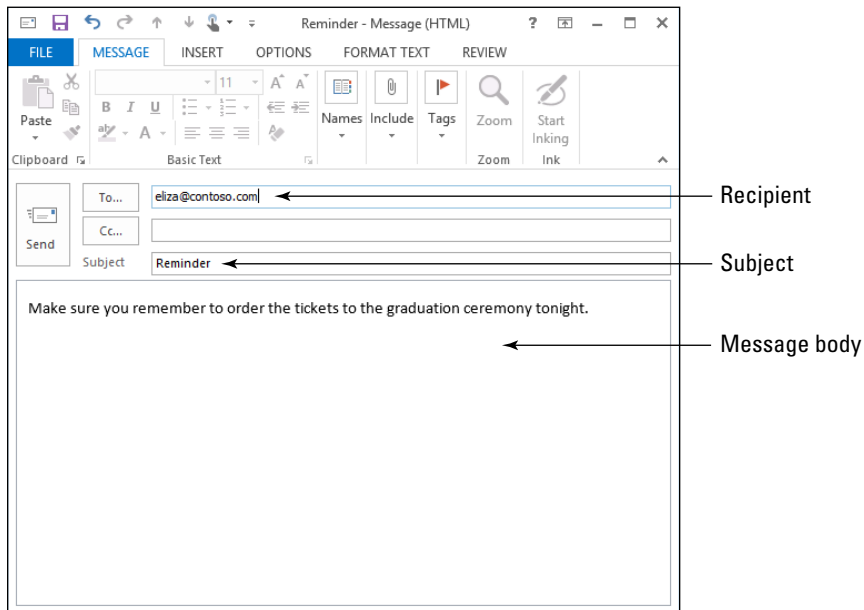 Reminder - Message (HTML) ?
FILE MESSAGE INSERT OPTIONS FORMAT TEXT REVIEW
11 A A
B I U
Paste Names Include Tags Zoom Start Inking
aby A
Clipboard Basic Text Zoom Ink
To... eliza@contoso.com Recipient
Cc...
Send
Subject Reminder Subject
Make sure you remember to order the tickets to the graduation ceremony tonight.
Message body